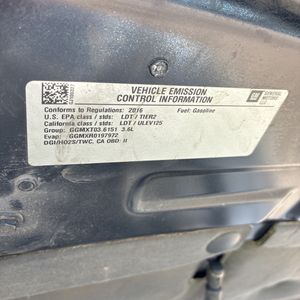 VEHICLE EMISSION
CONTROL INFORMATION
GM
GENERAL
MOTORS
Conforms to Regulations: 2016 Fuel: Gasoline
U.S. EPA class / stds: LDT / TIER2
California class / stds: LDT / ULEV125
Group: GGMXT03.6151 3.6L
Evap: GGMXR0197972
DGI/HO2S/TWC, CA OBD: II